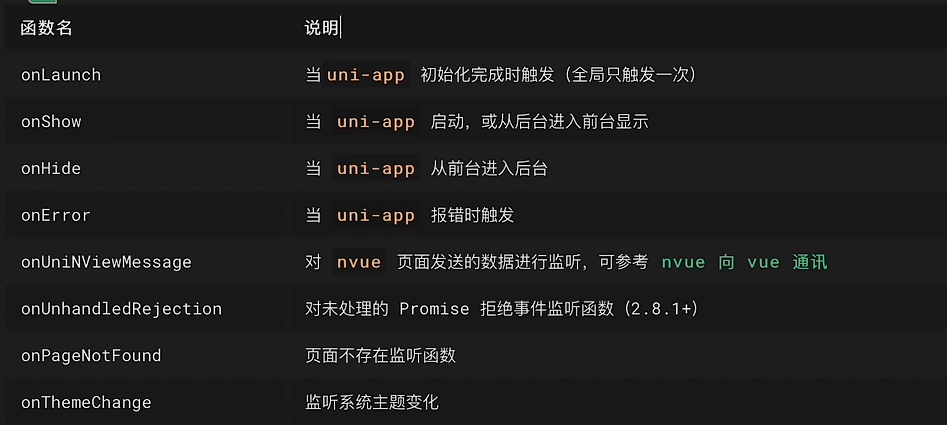 函数名 说明
onLaunch 当 uni-app 初始化完成时触发（全局只触发一次）
onShow 当 uni-app 启动，或从后台进入前台显示
onHide 当 uni-app 从前台进入后台
onError 当 uni-app 报错时触发
onUniNViewMessage 对 nvue 页面发送的数据进行监听，可参考 nvue 向 vue 通讯
onUnhandledRejection 对未处理的 Promise 拒绝事件监听函数（2.8.1+）
onPageNotFound 页面不存在监听函数
onThemeChange 监听系统主题变化